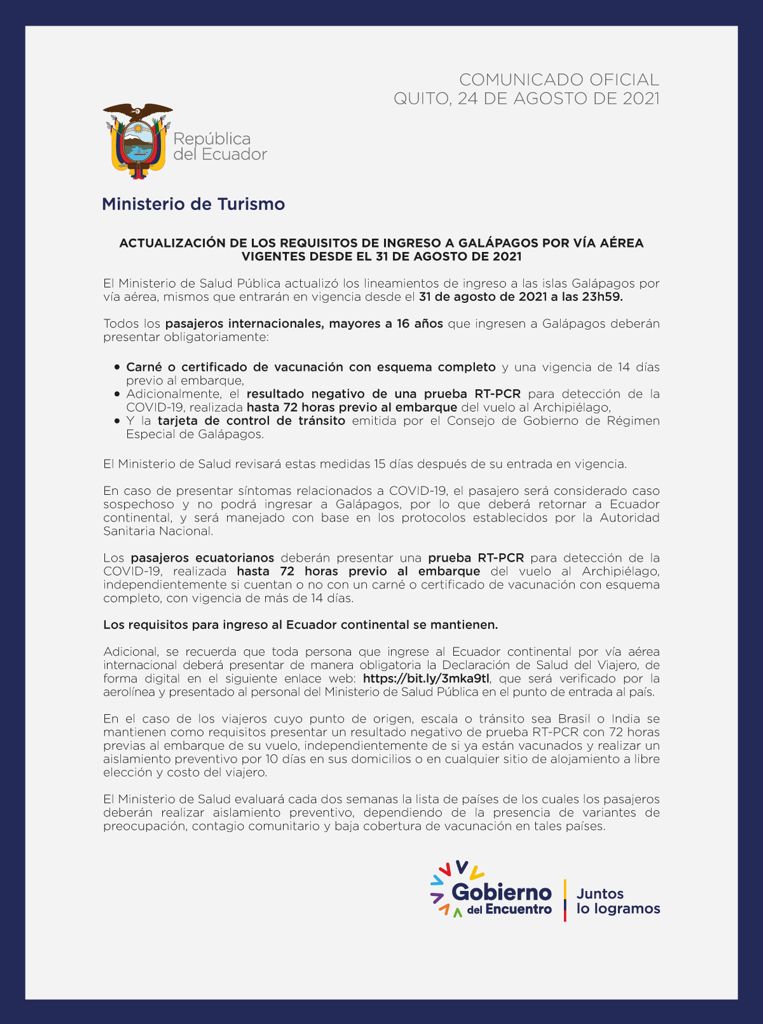 COMUNICADO OFICIAL
QUITO, 24 DE AGOSTO DE 2021
República
del Ecuador
Ministerio de Turismo
ACTUALIZACIÓN DE LOS REQUISITOS DE INGRESO A GALÁPAGOS POR VÍA AÉREA
VIGENTES DESDE EL 31 DE AGOSTO DE 2021
El Ministerio de Salud Pública actualizó los lineamientos de ingreso a las islas Galápagos por
vía aérea, mismos que entrarán en vigencia desde el 31 de agosto de 2021 a las 23h59.
Todos los pasajeros internacionales, mayores a 16 años que ingresen a Galápagos deberán
presentar obligatoriamente:
• Carné o certificado de vacunación con esquema completo y una vigencia de 14 días
previo al embarque,
• Adicionalmente, el resultado negativo de una prueba RT-PCR para detección de la
COVID-19, realizada hasta 72 horas previo al embarque del vuelo al Archipiélago,
• Y la tarjeta de control de tránsito emitida por el Consejo de Gobierno de Régimen
Especial de Galápagos.
El Ministerio de Salud revisará estas medidas 15 días después de su entrada en vigencia.
En caso de presentar síntomas relacionados a COVID-19, el pasajero será considerado caso
sospechoso y no podrá ingresar a Galápagos, por lo que deberá retornar a Ecuador
continental, y será manejado con base en los protocolos establecidos por la Autoridad
Sanitaria Nacional.
Los pasajeros ecuatorianos deberán presentar una prueba RT-PCR para detección de la
COVID-19, realizada hasta 72 horas previo al embarque del vuelo al Archipiélago,
independientemente si cuentan o no con un carné o certificado de vacunación con esquema
completo, con vigencia de más de 14 días.
Los requisitos para ingreso al Ecuador continental se mantienen.
Adicional, se recuerda que toda persona que ingrese al Ecuador continental por vía aérea
internacional deberá presentar de manera obligatoria la Declaración de Salud del Viajero, de
forma digital en el siguiente enlace web: https://bit.ly/3mka9tl, que será verificado por la
aerolínea y presentado al personal del Ministerio de Salud Pública en el punto de entrada al país.
En el caso de los viajeros cuyo punto de origen, escala o tránsito sea Brasil o India se
mantienen como requisitos presentar un resultado negativo de prueba RT-PCR con 72 horas
previas al embarque de su vuelo, independientemente de si ya están vacunados y realizar un
aislamiento preventivo por 10 días en sus domicilios o en cualquier sitio de alojamiento a libre
elección y costo del viajero.
El Ministerio de Salud evaluará cada dos semanas la lista de países de los cuales los pasajeros
deberán realizar aislamiento preventivo, dependiendo de la presencia de variantes de
preocupación, contagio comunitario y baja cobertura de vacunación en tales países.
Gobierno
del Encuentro
Juntos
lo logramos